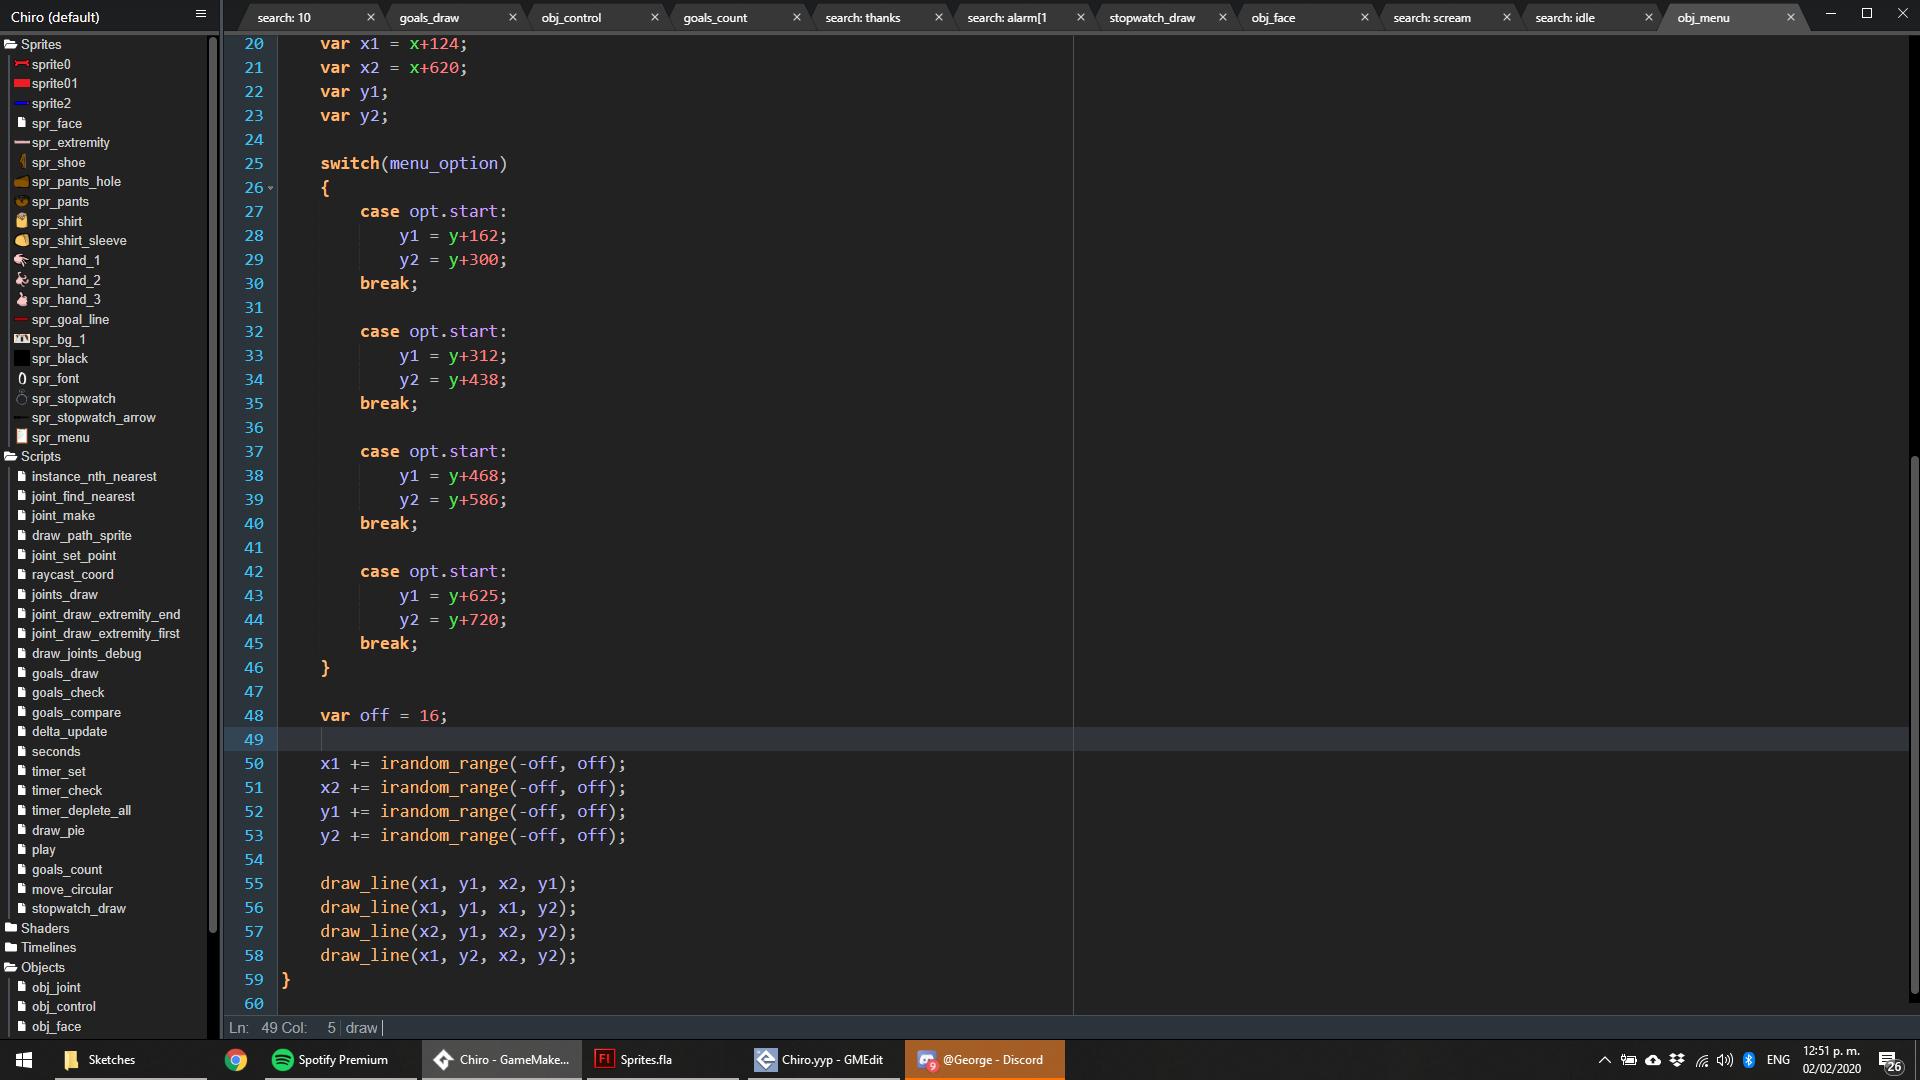 Chiro (default)
search: 10
goals_draw
obj_control
goals_count
search: thanks
search: alarm[1
stopwatch_draw
obj_face
search: scream
search: idle
obj_menu
Sprites
sprite0
sprite01
sprite2
spr_face
spr_extremity
spr_shoe
spr_pants_hole
spr_pants
spr_shirt
spr_shirt_sleeve
spr_hand_1
spr_hand_2
spr_hand_3
spr_goal_line
spr_bg_1
spr_black
spr_font
spr_stopwatch
spr_stopwatch_arrow
spr_menu
Scripts
instance_nth_nearest
joint_find_nearest
joint_make
draw_path_sprite
joint_set_point
raycast_coord
joints_draw
joint_draw_extremity_end
joint_draw_extremity_first
draw_joints_debug
goals_draw
goals_check
goals_compare
delta_update
seconds
timer_set
timer_check
timer_deplete_all
draw_pie
play
goals_count
move_circular
stopwatch_draw
Shaders
Timelines
Objects
obj_joint
obj_control
obj_face
20 var x1 = x+124;
21 var x2 = x+620;
22 var y1;
23 var y2;
24
25 switch(menu_option)
26 {
27 case opt.start:
28 y1 = y+162;
29 y2 = y+300;
30 break;
31
32 case opt.start:
33 y1 = y+312;
34 y2 = y+438;
35 break;
36
37 case opt.start:
38 y1 = y+468;
39 y2 = y+586;
40 break;
41
42 case opt.start:
43 y1 = y+625;
44 y2 = y+720;
45 break;
46 }
47
48 var off = 16;
49
50 x1 += irandom_range(-off, off);
51 x2 += irandom_range(-off, off);
52 y1 += irandom_range(-off, off);
53 y2 += irandom_range(-off, off);
54
55 draw_line(x1, y1, x2, y1);
56 draw_line(x1, y1, x1, y2);
57 draw_line(x2, y1, x2, y2);
58 draw_line(x1, y2, x2, y2);
59 }
60
Ln: 49 Col: 5 draw
Sketches
Spotify Premium
Chiro - GameMake...
Fl Sprites.fla
Chiro.yyp - GMEdit
9 @George - Discord
ENG
12:51 p. m.
02/02/2020
26